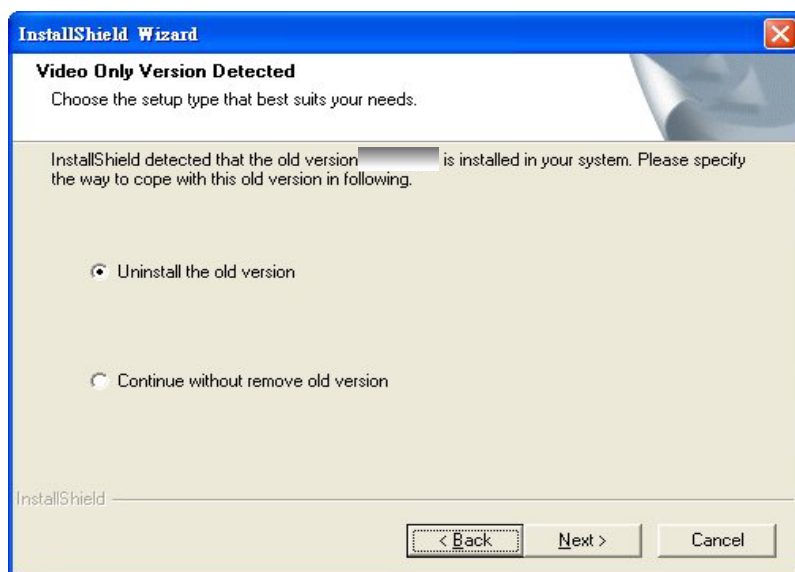 InstallShield Wizard
Video Only Version Detected
Choose the setup type that best suits your needs.
InstallShield detected that the old version is installed in your system. Please specify
the way to cope with this old version in following.
Uninstall the old version
Continue without remove old version
InstallShield
< Back Next > Cancel